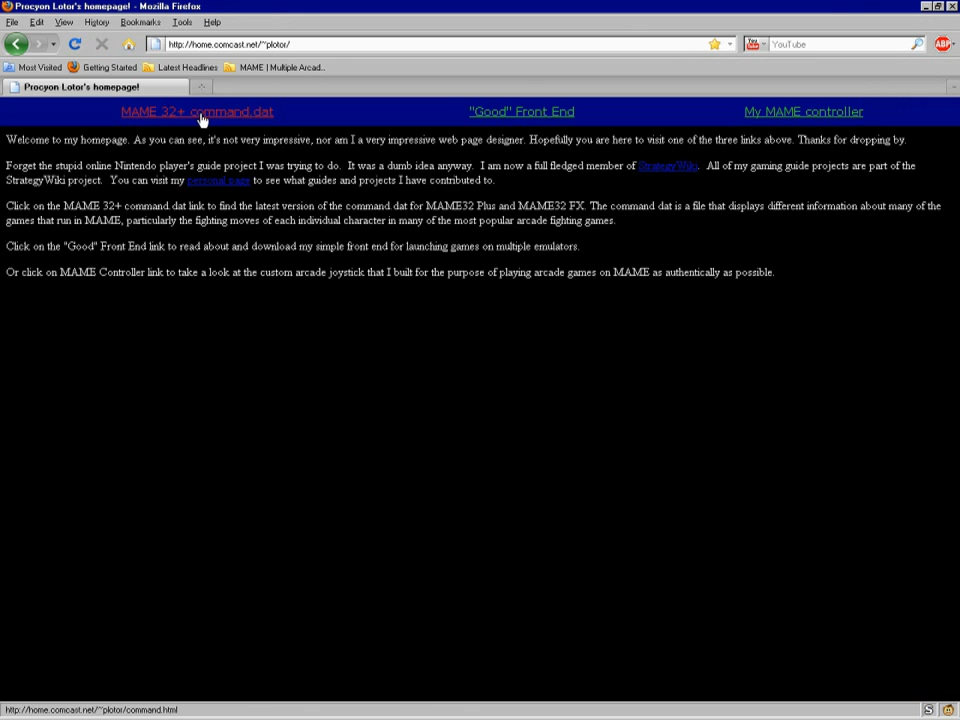 Procyon Lotor's homepage! - Mozilla Firefox
File Edit View History Bookmarks Tools Help
http://home.comcast.net/~plotor/
You Tube YouTube
ABP
Most Visited Getting Started Latest Headlines MAME | Multiple Arcad...
Procyon Lotor's homepage!
MAME 32+ command.dat "Good" Front End My MAME controller
Welcome to my homepage. As you can see, it's not very impressive, nor am I a very impressive web page designer. Hopefully you are here to visit one of the three links above. Thanks for dropping by.
Forget the stupid online Nintendo player's guide project I was trying to do. It was a dumb idea anyway. I am now a full fledged member of StrategyWiki. All of my gaming guide projects are part of the
StrategyWiki project. You can visit my personal page to see what guides and projects I have contributed to.
Click on the MAME 32+ command.dat link to find the latest version of the command.dat for MAME32 Plus and MAME32 FX. The command.dat is a file that displays different information about many of the
games that run in MAME, particularly the fighting moves of each individual character in many of the most popular arcade fighting games.
Click on the "Good" Front End link to read about and download my simple front end for launching games on multiple emulators.
Or click on MAME Controller link to take a look at the custom arcade joystick that I built for the purpose of playing arcade games on MAME as authentically as possible.
http://home.comcast.net/~plotor/command.html
S